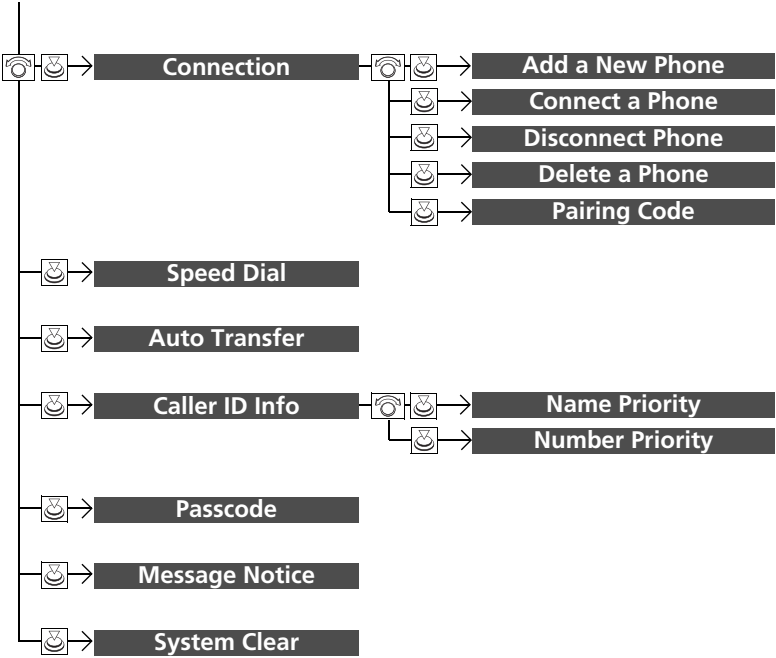 Connection
Add a New Phone
Connect a Phone
Disconnect Phone
Delete a Phone
Pairing Code
Speed Dial
Auto Transfer
Caller ID Info
Name Priority
Number Priority
Passcode
Message Notice
System Clear